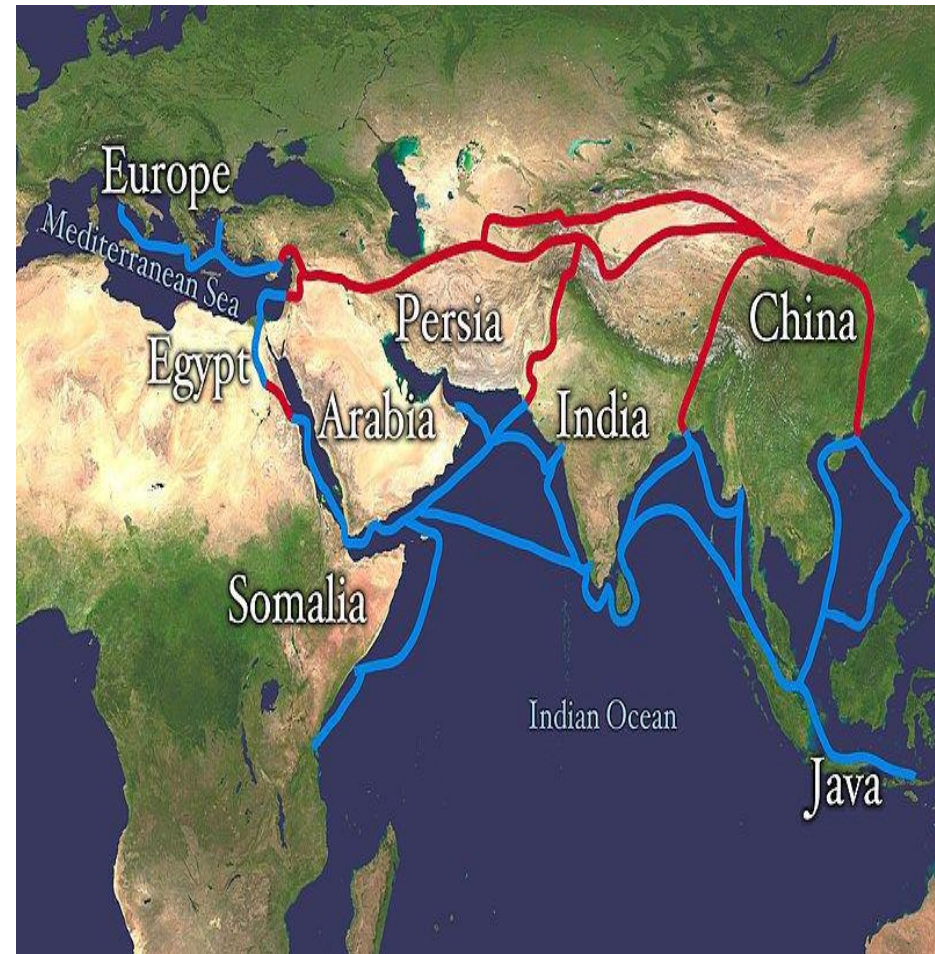 Europe
Mediterranean Sea
Egypt
Persia
China
Arabia
India
Somalia
Indian Ocean
Java